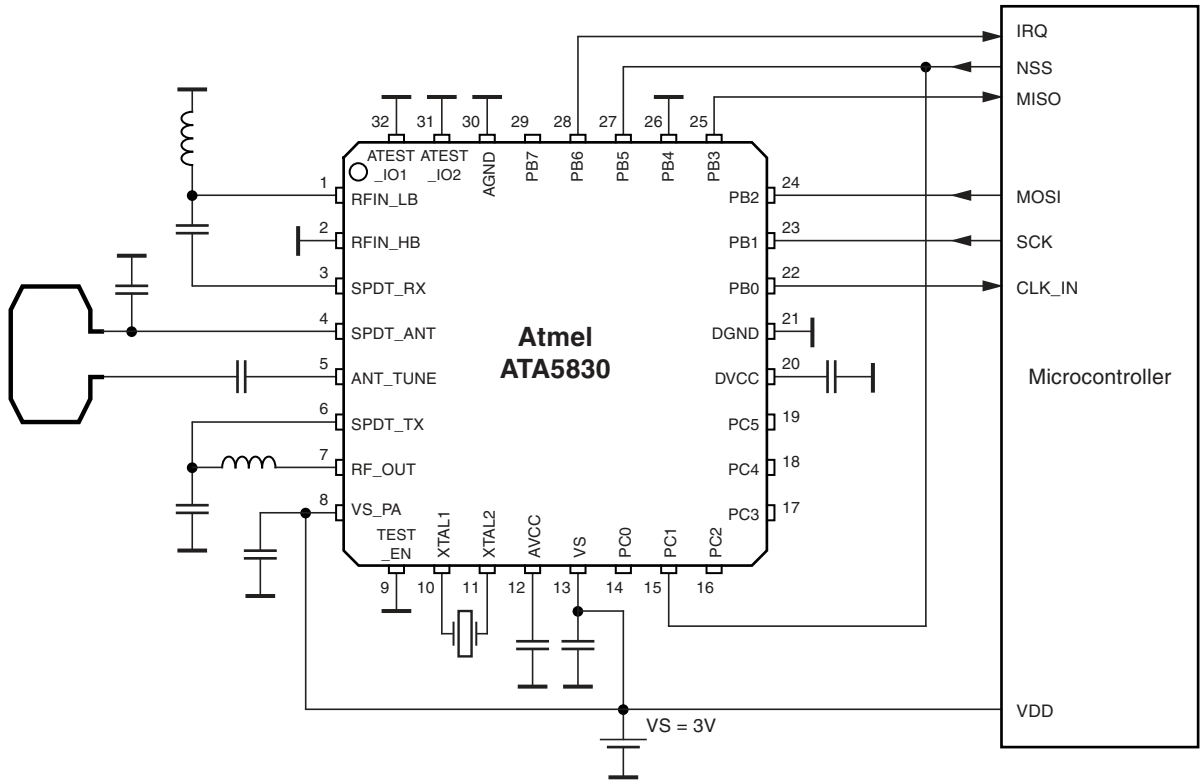 IRQ
NSS
MISO
32 31 30 29 28 27 26 25
ATEST
_IO1
ATEST
_IO2
AGND
PB7
PB6
PB5
PB4
PB3
1 RFIN_LB
PB2 24 MOSI
2 RFIN_HB
PB1 23 SCK
3 SPDT_RX
PB0 22 CLK_IN
4 SPDT_ANT
Atmel
ATA5830
DGND 21
5 ANT_TUNE
DVCC 20
Microcontroller
6 SPDT_TX
PC5 19
7 RF_OUT
PC4 18
8 VS_PA
PC3 17
TEST
_EN
XTAL1
XTAL2
AVCC
VS
PC0
PC1
PC2
9 10 11 12 13 14 15 16
VS = 3V
VDD